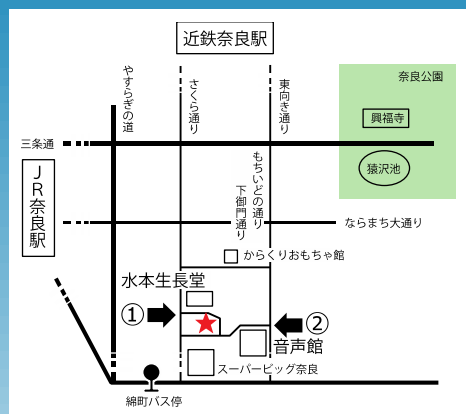 近鉄奈良駅
奈良公園
やすらぎの道
さくら通り
東向き通り
興福寺
三条通
猿沢池
JR奈良駅
もちいどの通り
下御門通り
ならまち大通り
からくりおもちゃ館
水本生長堂
①
②
音声館
スーパービッグ奈良
綿町バス停